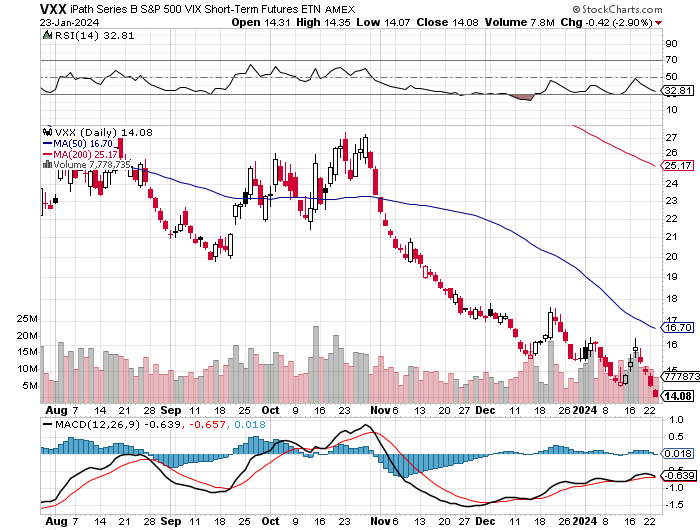 VXX iPath Series B S&P 500 VIX Short-Term Futures ETN AMEX © StockCharts.com
23-Jan-2024 Open 14.31 High 14.35 Low 14.07 Close 14.08 Volume 7.8M Chg -0.42 (-2.90%)
RSI(14) 32.81
90
70
50
32.81
30
10
VXX (Daily) 14.08
MA(50) 16.70
MA(200) 25.17
Volume 7,778,735
27
26
25.17
24
23
22
21
20
19
18
17
16.70
16
15
14.08
25M
20M
15M
10M
5M
777873
Aug 7 14 21 28 Sep 11 18 25 Oct 9 16 23 Nov 6 13 20 27 Dec 11 18 26 2024 8 16 22
MACD(12,26,9) -0.639, -0.657, 0.018
0.5
0.018
-0.5
-0.639
-1.0
-1.5
Aug 7 14 21 28 Sep 11 18 25 Oct 9 16 23 Nov 6 13 20 27 Dec 11 18 26 2024 8 16 22